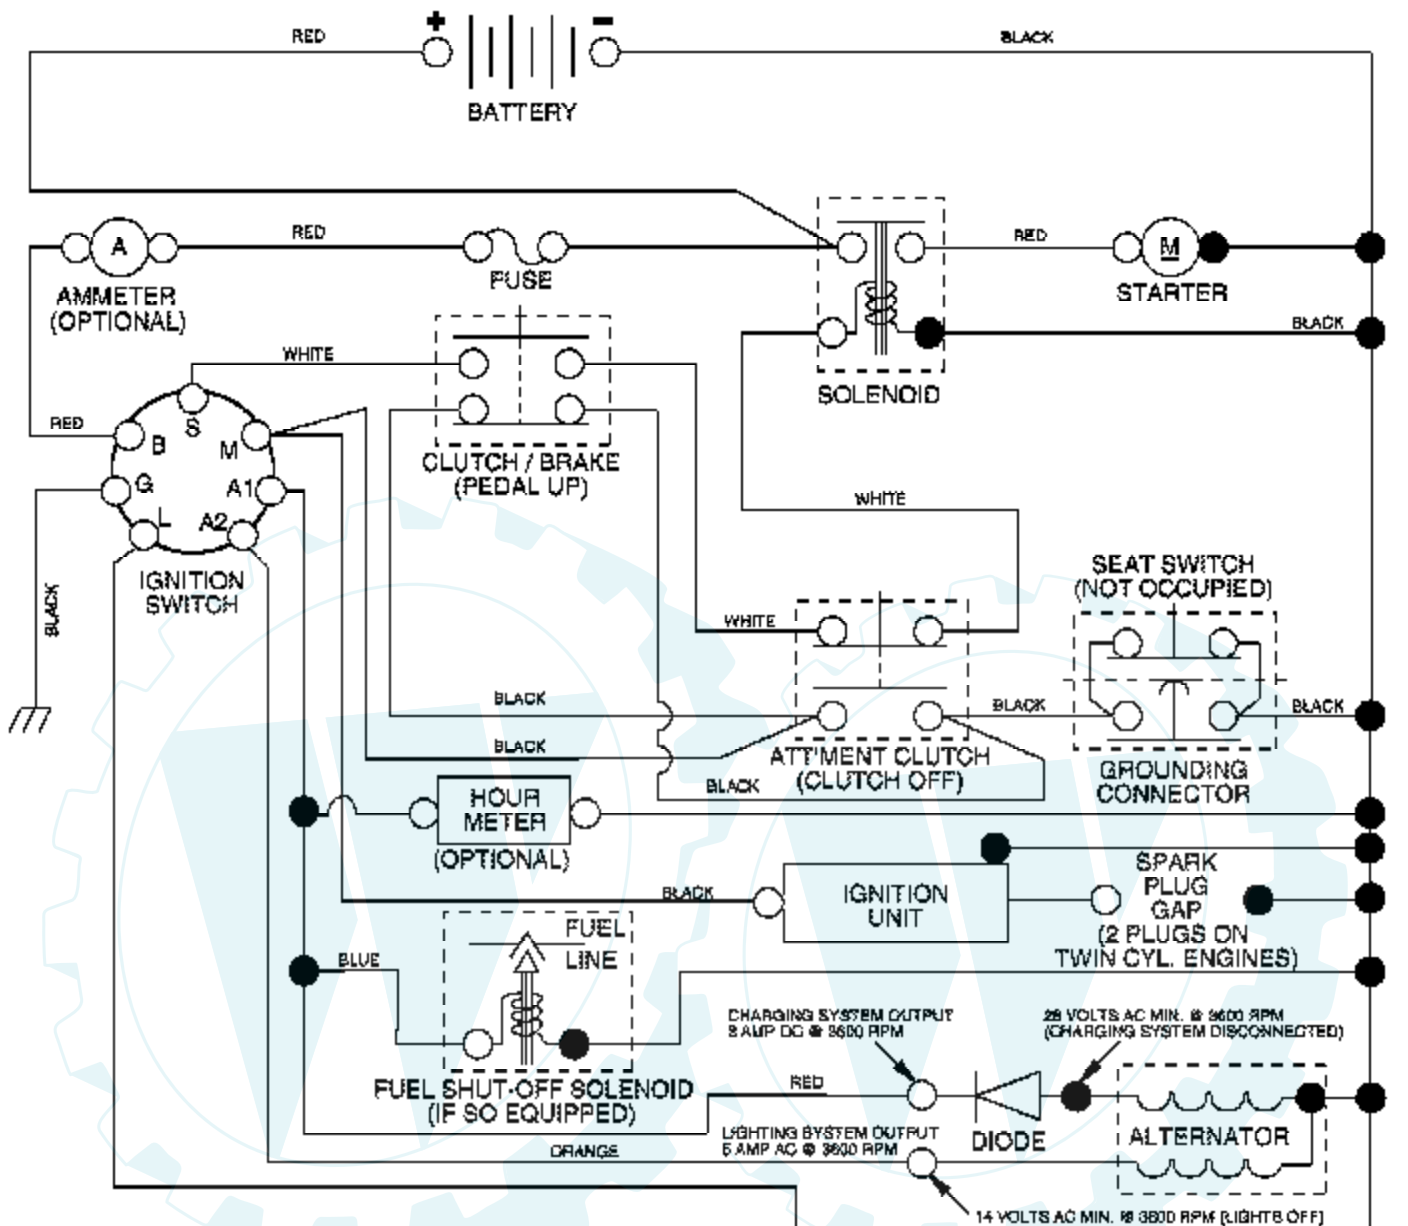 + -
RED
BLACK
BATTERY
RED
A
AMMETER
(OPTIONAL)
FUSE
RED
M
STARTER
BLACK
SOLENOID
WHITE
S
RED
B
M
G
A1
L
A2
IGNITION
SWITCH
BLACK
CLUTCH / BRAKE
(PEDAL UP)
WHITE
SEAT SWITCH
(NOT OCCUPIED)
WHITE
BLACK
BLACK
BLACK
BLACK
ATT'MENT CLUTCH
(CLUTCH OFF)
BLACK
GROUNDING
CONNECTOR
HOUR
METER
(OPTIONAL)
BLACK
IGNITION
UNIT
SPARK
PLUG
GAP
(2 PLUGS ON
TWIN CYL. ENGINES)
FUEL
LINE
BLUE
FUEL SHUT-OFF SOLENOID
(IF SO EQUIPPED)
CHARGING SYSTEM OUTPUT
3 AMP DC @ 3600 RPM
28 VOLTS AC MIN. @ 3600 RPM
(CHARGING SYSTEM DISCONNECTED)
RED
DIODE
ALTERNATOR
LIGHTING SYSTEM OUTPUT
5 AMP AC @ 3600 RPM
ORANGE
14 VOLTS AC MIN. @ 3600 RPM (LIGHTS OFF)